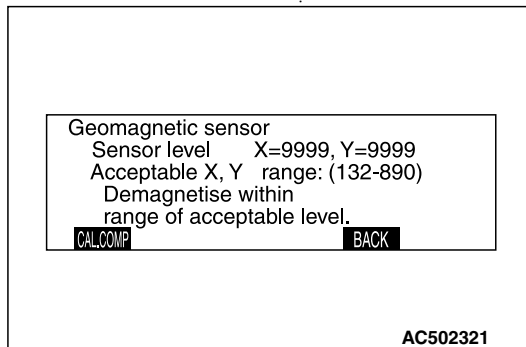 Geomagnetic sensor
Sensor level X=9999, Y=9999
Acceptable X, Y range: (132-890)
Demagnetise within
range of acceptable level.
CAL.COMP BACK
AC502321